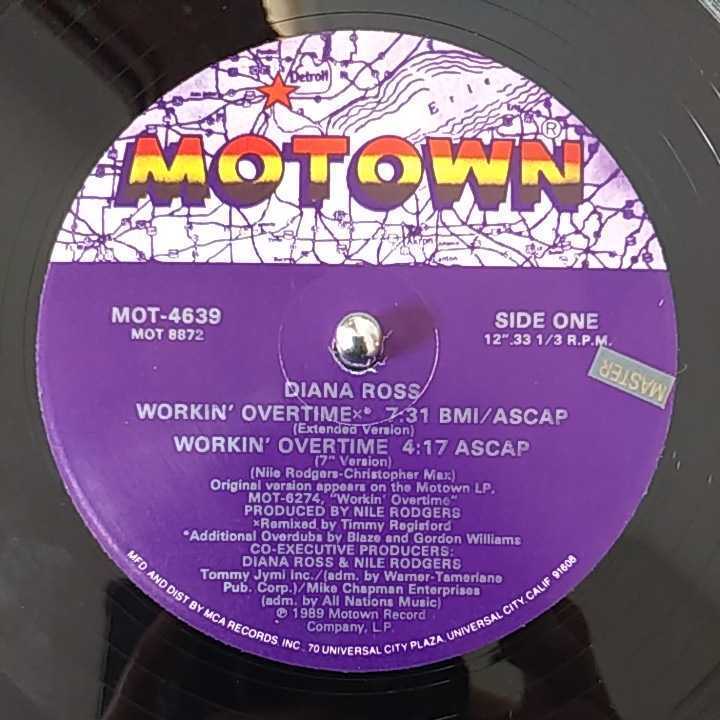 Detroit
Erie
MOTOWN®
Akron
Canton
MOT-4639
MOT 8872
SIDE ONE
12".33 1/3 R.P.M.
MASTER
DIANA ROSS
WORKIN' OVERTIME×* 7:31 BMI/ASCAP
(Extended Version)
WORKIN' OVERTIME 4:17 ASCAP
(7" Version)
(Nile Rodgers-Christopher Max)
Original version appears on the Motown LP.
MOT-6274, "Workin' Overtime"
PRODUCED BY NILE RODGERS
×Remixed by Timmy Regisford
*Additional Overdubs by Blaze and Gordon Williams
CO-EXECUTIVE PRODUCERS:
DIANA ROSS & NILE RODGERS
Tommy Jymi Inc./(adm. by Warner-Tamerlane
Pub. Corp.)/Mike Chapman Enterprises
(adm. by All Nations Music)
℗ 1989 Motown Record
Company, L.P.
MFD. AND DIST BY MCA RECORDS, INC. 70 UNIVERSAL CITY PLAZA, UNIVERSAL CITY, CALIF 91608